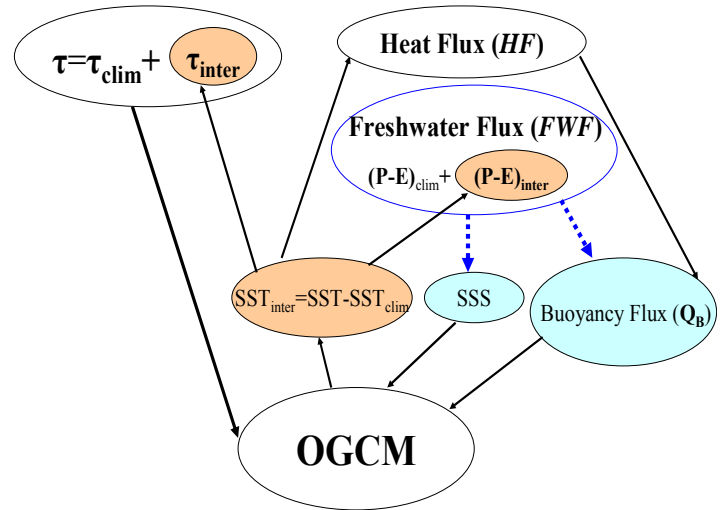 τ=τclim+ τinter
Heat Flux (HF)
Freshwater Flux (FWF)
(P-E)clim+ (P-E)inter
SSTinter=SST-SSTclim
SSS
Buoyancy Flux (QB)
OGCM